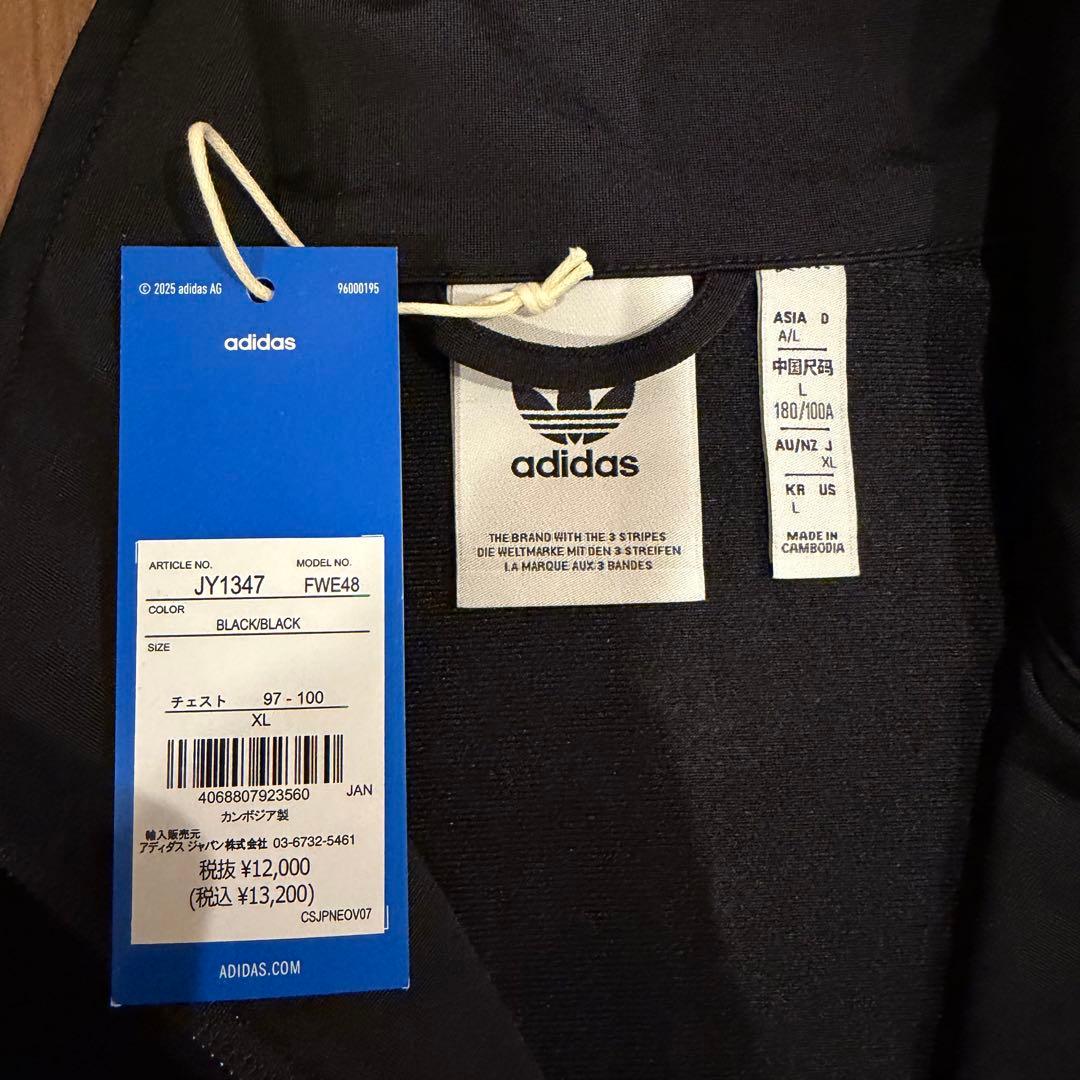 © 2025 adidas AG 96000195
adidas
ARTICLE NO. MODEL NO.
JY1347 FWE48
COLOR
BLACK/BLACK
SIZE
チェスト 97 - 100
XL
4068807923560 JAN
カンボジア製
輸入販売元
アディダス ジャパン株式会社 03-6732-5461
税抜 ¥12,000
(税込 ¥13,200)
CSJPNEOV07
ADIDAS.COM
adidas
THE BRAND WITH THE 3 STRIPES
DIE WELTMARKE MIT DEN 3 STREIFEN
LA MARQUE AUX 3 BANDES
ASIA D
A/L
中国尺码
L
180/100A
AU/NZ J
XL
KR US
L
MADE IN
CAMBODIA